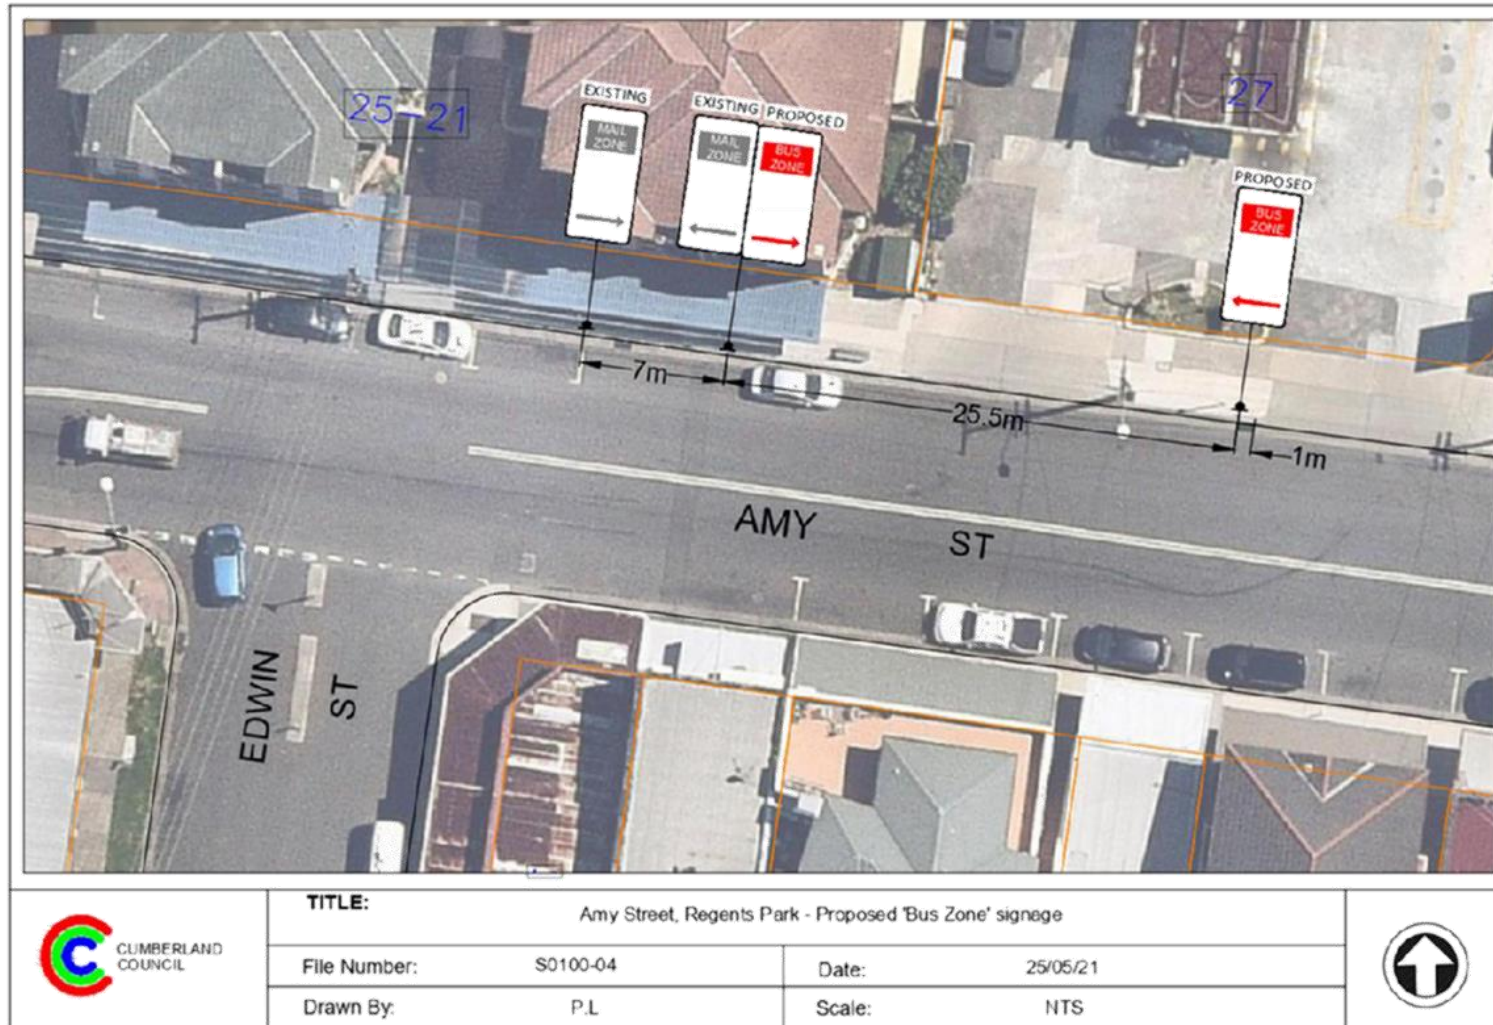 EXISTING
EXISTING PROPOSED
25-21
27
MAIL
ZONE
MAIL
ZONE
BUS
ZONE
PROPOSED
BUS
ZONE
7m
25.5m
1m
AMY ST
EDWIN
ST
TITLE:
Amy Street, Regents Park - Proposed 'Bus Zone' signage
CUMBERLAND
COUNCIL
File Number: S0100-04
Date: 25/05/21
Drawn By: P.L
Scale: NTS